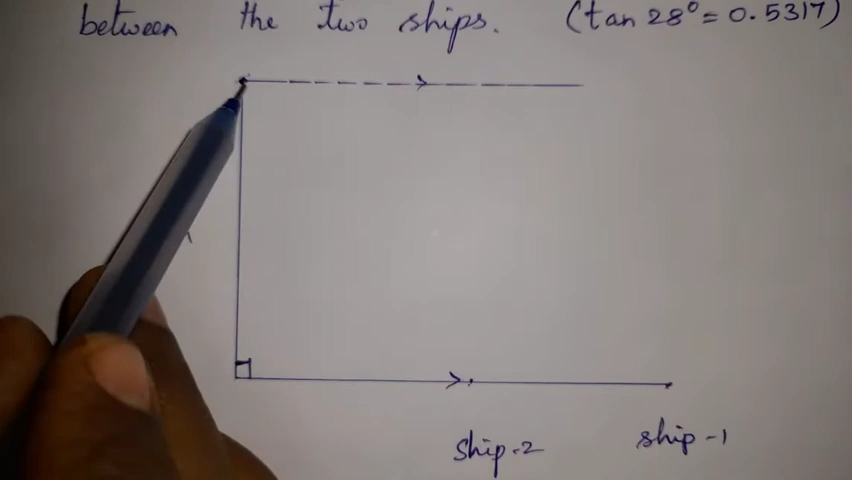 between the two ships. (tan 28° = 0.5317)
ship-2 ship-1